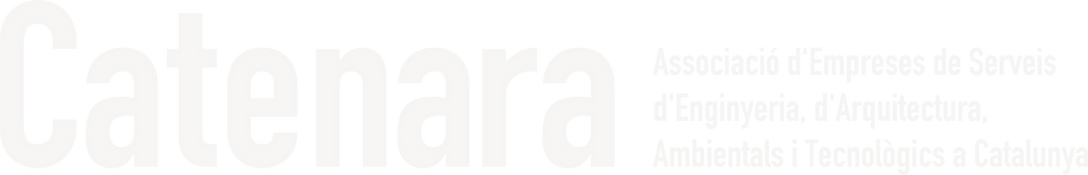 Catenara
Associació d'Empreses de Serveis
d'Enginyeria, d'Arquitectura,
Ambientals i Tecnològics a Catalunya